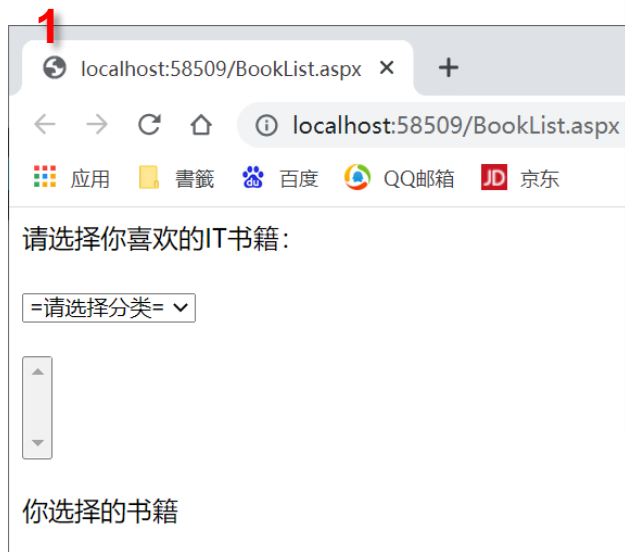 1
localhost:58509/BookList.aspx
localhost:58509/BookList.aspx
应用 書籤 百度 QQ邮箱 JD 京东
请选择你喜欢的IT书籍：
=请选择分类=
你选择的书籍